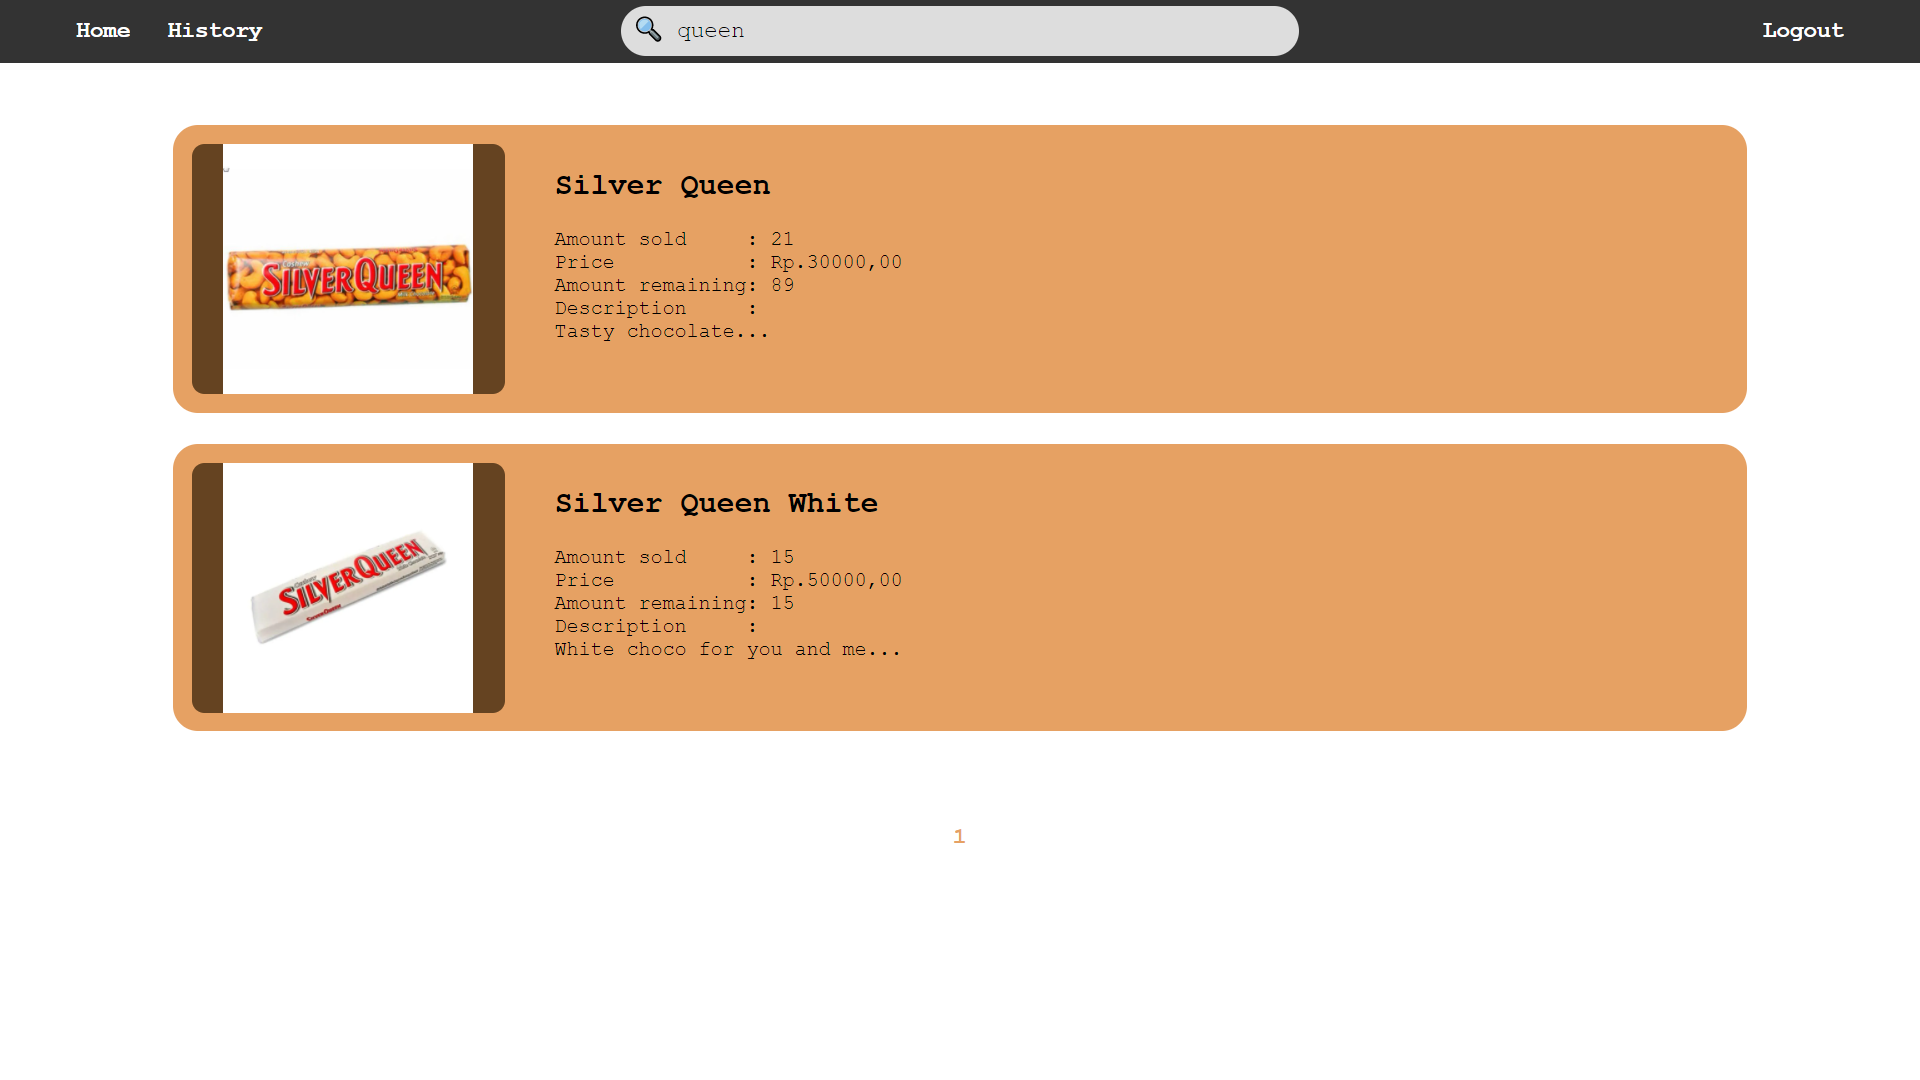 Home History queen Logout
SILVERQUEEN
Silver Queen
Amount sold     : 21
Price           : Rp.30000,00
Amount remaining: 89
Description     :
Tasty chocolate...
SILVERQUEEN
Silver Queen White
Amount sold     : 15
Price           : Rp.50000,00
Amount remaining: 15
Description     :
White choco for you and me...
1